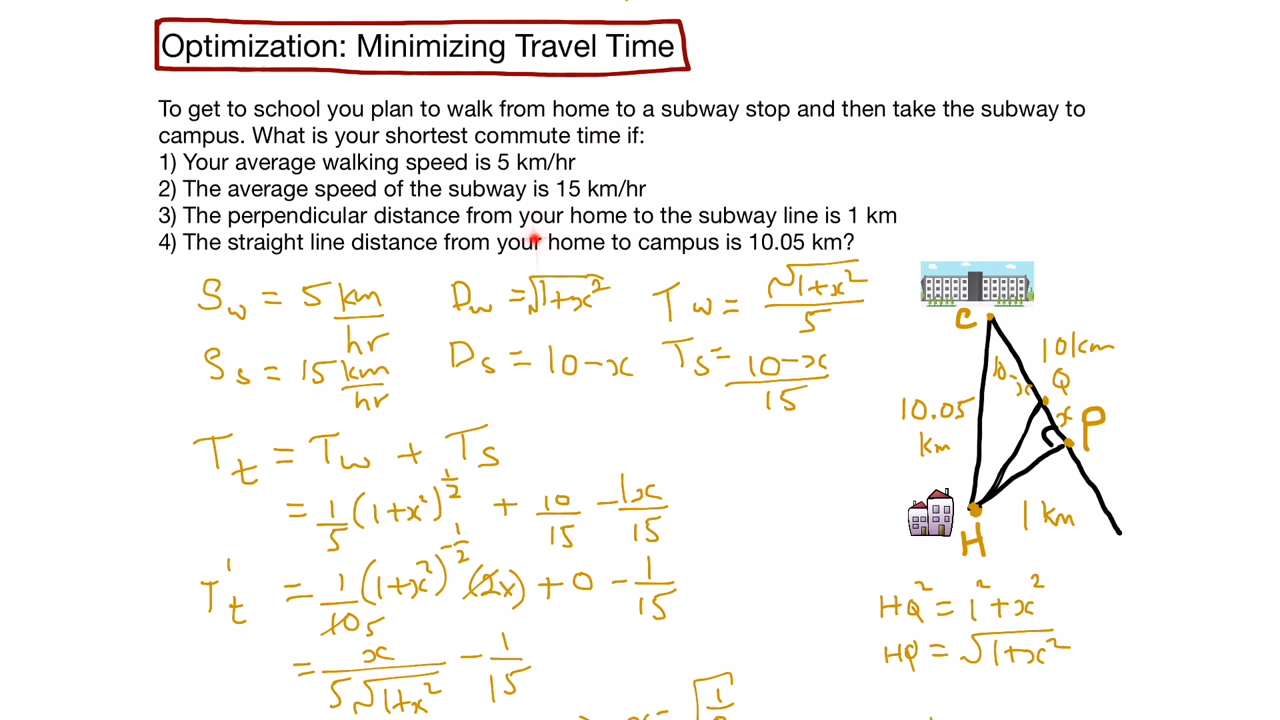 Optimization: Minimizing Travel Time
To get to school you plan to walk from home to a subway stop and then take the subway to
campus. What is your shortest commute time if:
1) Your average walking speed is 5 km/hr
2) The average speed of the subway is 15 km/hr
3) The perpendicular distance from your home to the subway line is 1 km
4) The straight line distance from your home to campus is 10.05 km?
S_w = 5 km/hr   D_w = √(1+x²)   T_w = √(1+x²)/5
S_s = 15 km/hr   D_s = 10-x   T_s = (10-x)/15
T_t = T_w + T_s
= 1/5 (1+x²)^(1/2) + 10/15 - 1x/15
T_t' = 1/10 5 (1+x²)^(-1/2) (2x) + 0 - 1/15
= x/(5√(1+x²)) - 1/15
C
10km
10-x
Q
x
P
10.05
km
1 km
H
HQ² = 1² + x²
HQ = √(1+x²)